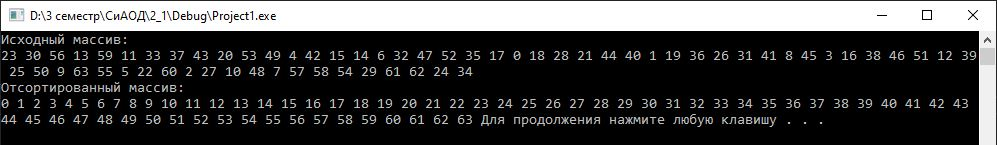 D:\3 семестр\СиАОД\2_1\Debug\Project1.exe
Исходный массив:
23 30 56 13 59 11 33 37 43 20 53 49 4 42 15 14 6 32 47 52 35 17 0 18 28 21 44 40 1 19 36 26 31 41 8 45 3 16 38 46 51 12 39
25 50 9 63 55 5 22 60 2 27 10 48 7 57 58 54 29 61 62 24 34
Отсортированный массив:
0 1 2 3 4 5 6 7 8 9 10 11 12 13 14 15 16 17 18 19 20 21 22 23 24 25 26 27 28 29 30 31 32 33 34 35 36 37 38 39 40 41 42 43
44 45 46 47 48 49 50 51 52 53 54 55 56 57 58 59 60 61 62 63 Для продолжения нажмите любую клавишу . . .